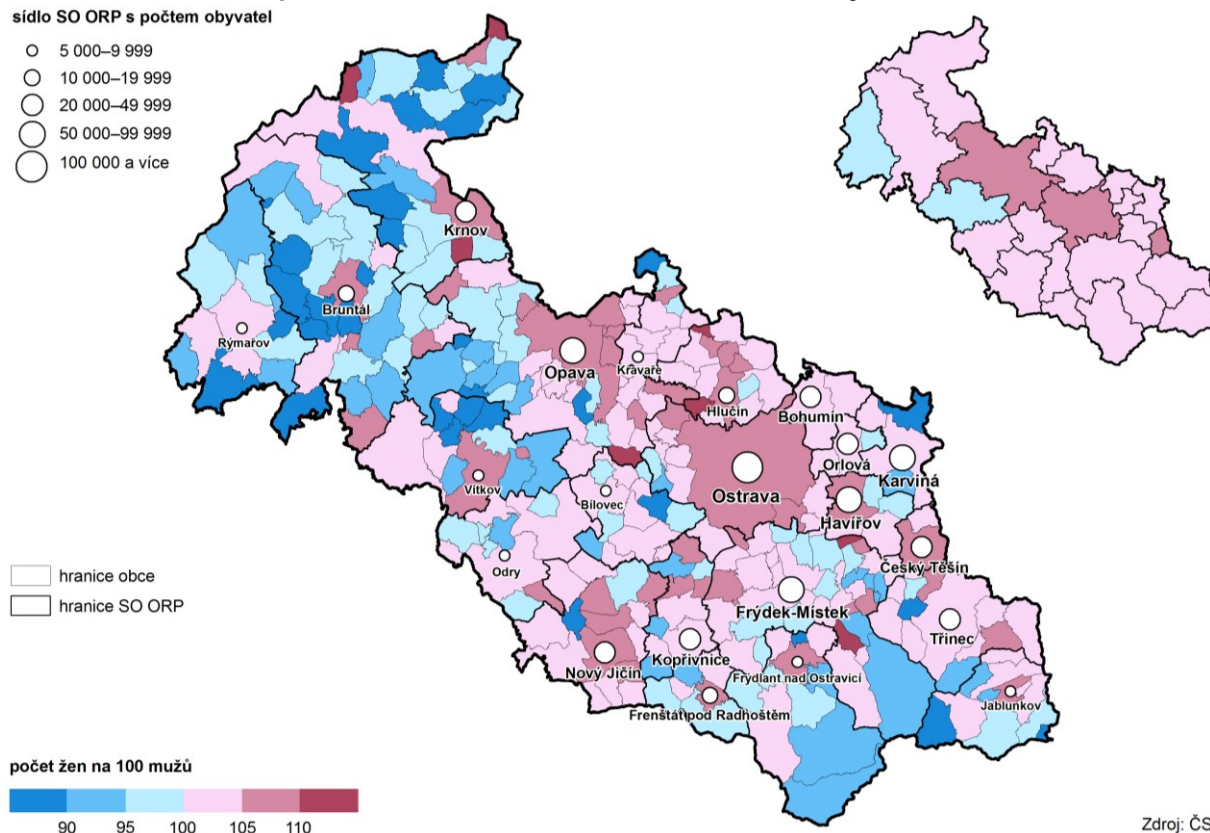 sídlo SO ORP s počtem obyvatel
5 000–9 999
10 000–19 999
20 000–49 999
50 000–99 999
100 000 a více
Krnov
Bruntál
Rýmařov
Opava
Kravaře
Hlučín
Bohumín
Orlová
Karviná
Ostrava
Vítkov
Bílovec
Havířov
Český Těšín
Odry
hranice obce
hranice SO ORP
Frýdek-Místek
Třinec
Nový Jičín
Kopřivnice
Frýdlant nad Ostravicí
Jablunkov
Frenštát pod Radhoštěm
počet žen na 100 mužů
90 95 100 105 110
Zdroj: ČS